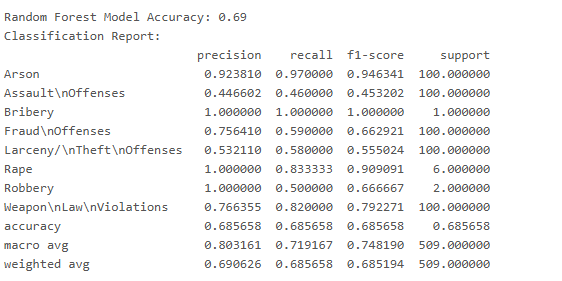 Random Forest Model Accuracy: 0.69
Classification Report:
precision recall f1-score support
Arson 0.923810 0.970000 0.946341 100.000000
Assault\nOffenses 0.446602 0.460000 0.453202 100.000000
Bribery 1.000000 1.000000 1.000000 1.000000
Fraud\nOffenses 0.756410 0.590000 0.662921 100.000000
Larceny/\nTheft\nOffenses 0.532110 0.580000 0.555024 100.000000
Rape 1.000000 0.833333 0.909091 6.000000
Robbery 1.000000 0.500000 0.666667 2.000000
Weapon\nLaw\nViolations 0.766355 0.820000 0.792271 100.000000
accuracy 0.685658 0.685658 0.685658 0.685658
macro avg 0.803161 0.719167 0.748190 509.000000
weighted avg 0.690626 0.685658 0.685194 509.000000